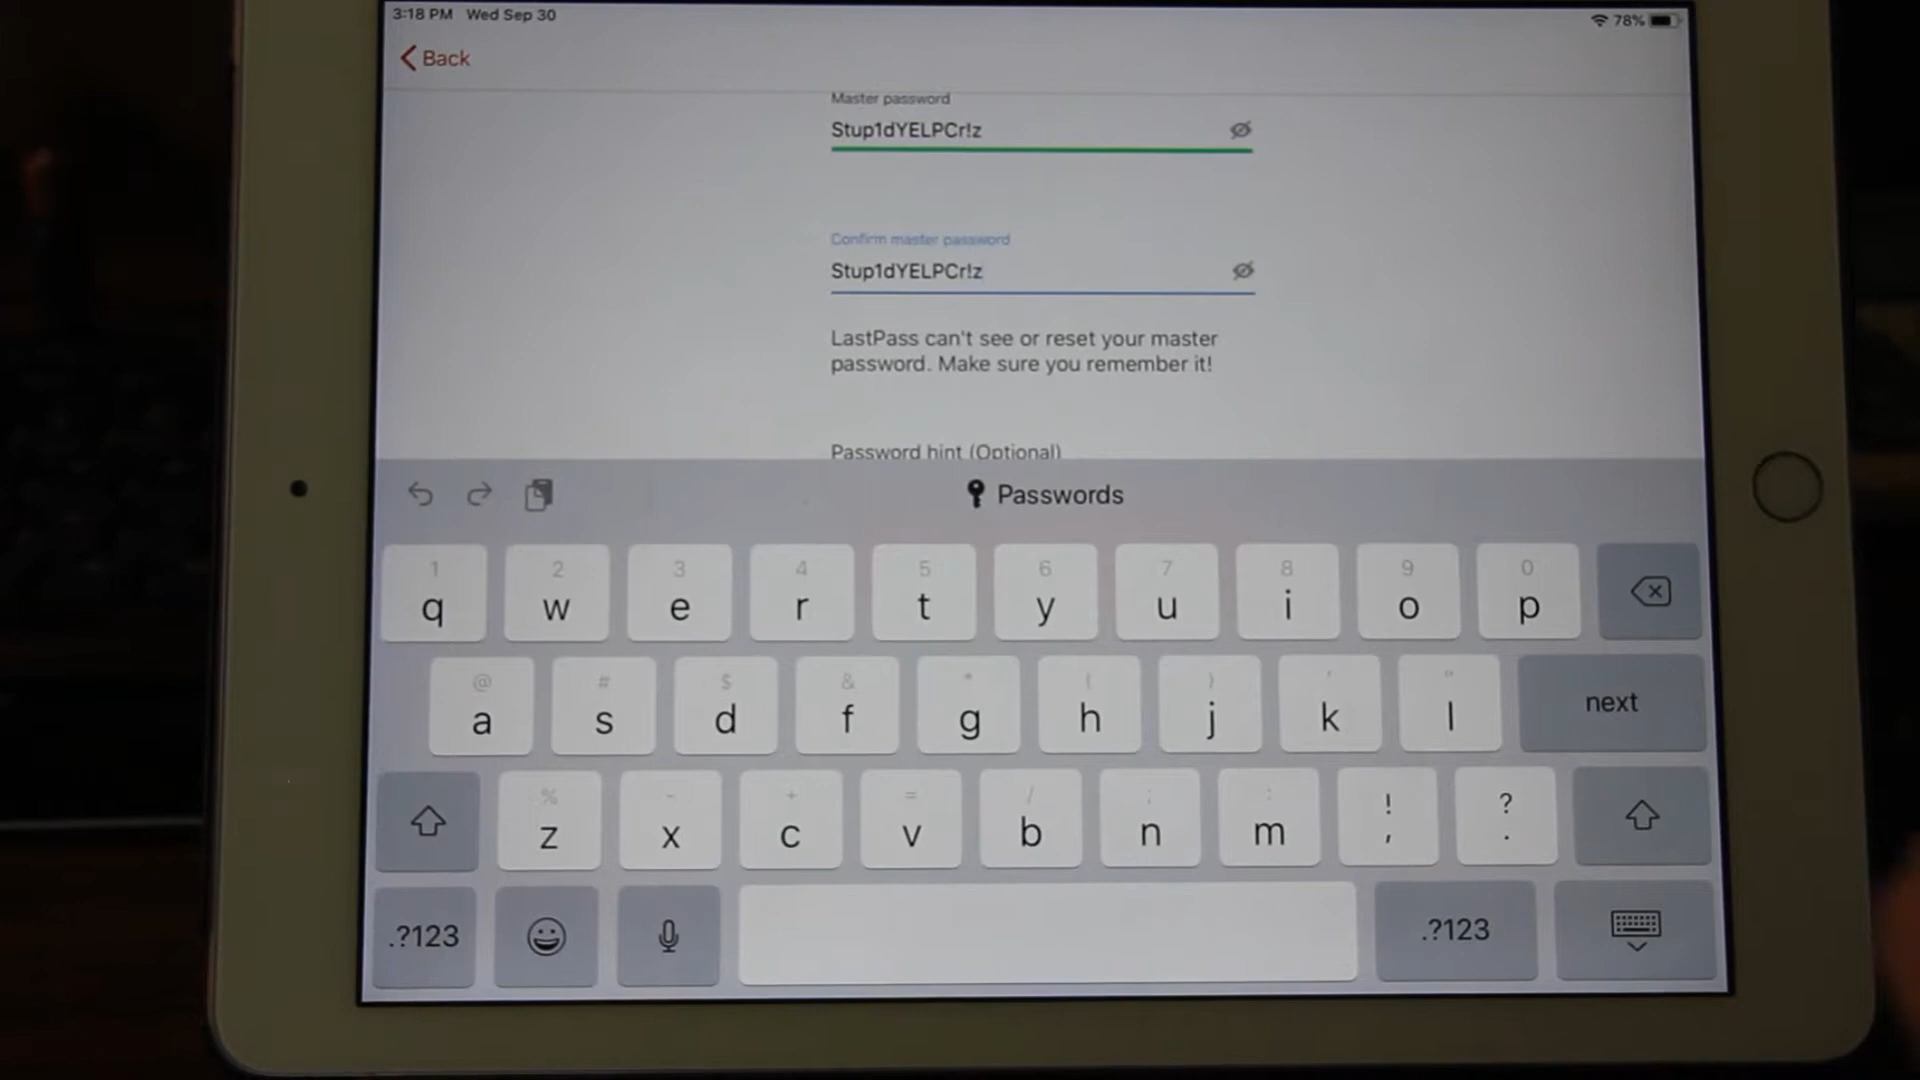 3:18 PM Wed Sep 30
78%
Back
Master password
Stup1dYELPCr!z
Confirm master password
Stup1dYELPCr!z
LastPass can't see or reset your master
password. Make sure you remember it!
Password hint (Optional)
Passwords
1 2 3 4 5 6 7 8 9 0
q w e r t y u i o p
@ # $ & * ( ) ' "
a s d f g h j k l next
% - + = / ; : ! ?
z x c v b n m , .
.?123 .?123